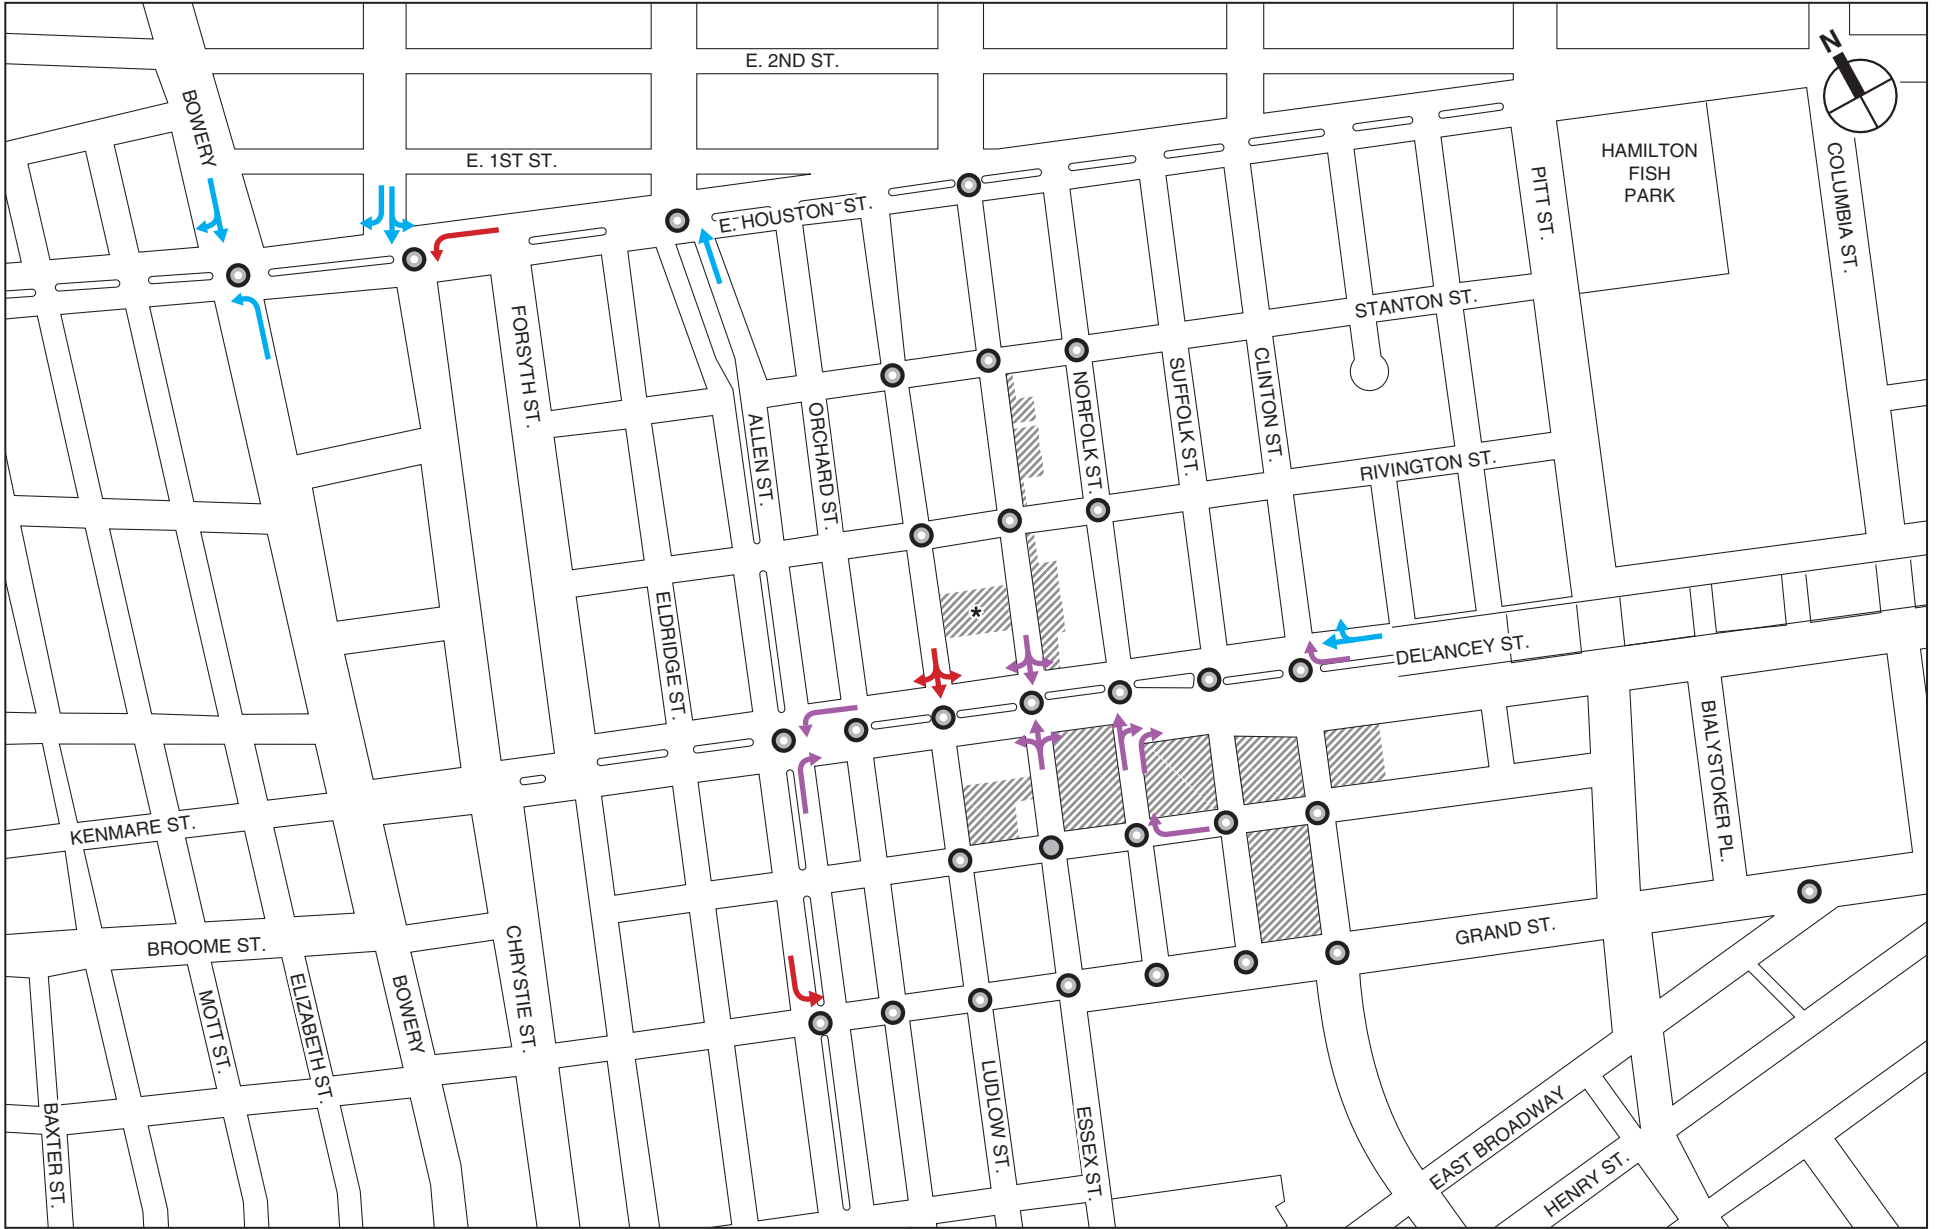 N
E. 2ND ST.
BOWERY
E. 1ST ST.
HAMILTON
FISH
PARK
COLUMBIA ST.
PITT ST.
E. HOUSTON ST.
STANTON ST.
FORSYTH ST.
NORFOLK ST.
SUFFOLK ST.
CLINTON ST.
ALLEN ST.
ORCHARD ST.
RIVINGTON ST.
ELDRIDGE ST.
*
DELANCEY ST.
BIALYSTOKER PL.
KENMARE ST.
BROOME ST.
GRAND ST.
CHRYSTIE ST.
MOTT ST.
ELIZABETH ST.
BOWERY
LUDLOW ST.
ESSEX ST.
BAXTER ST.
EAST BROADWAY
HENRY ST.